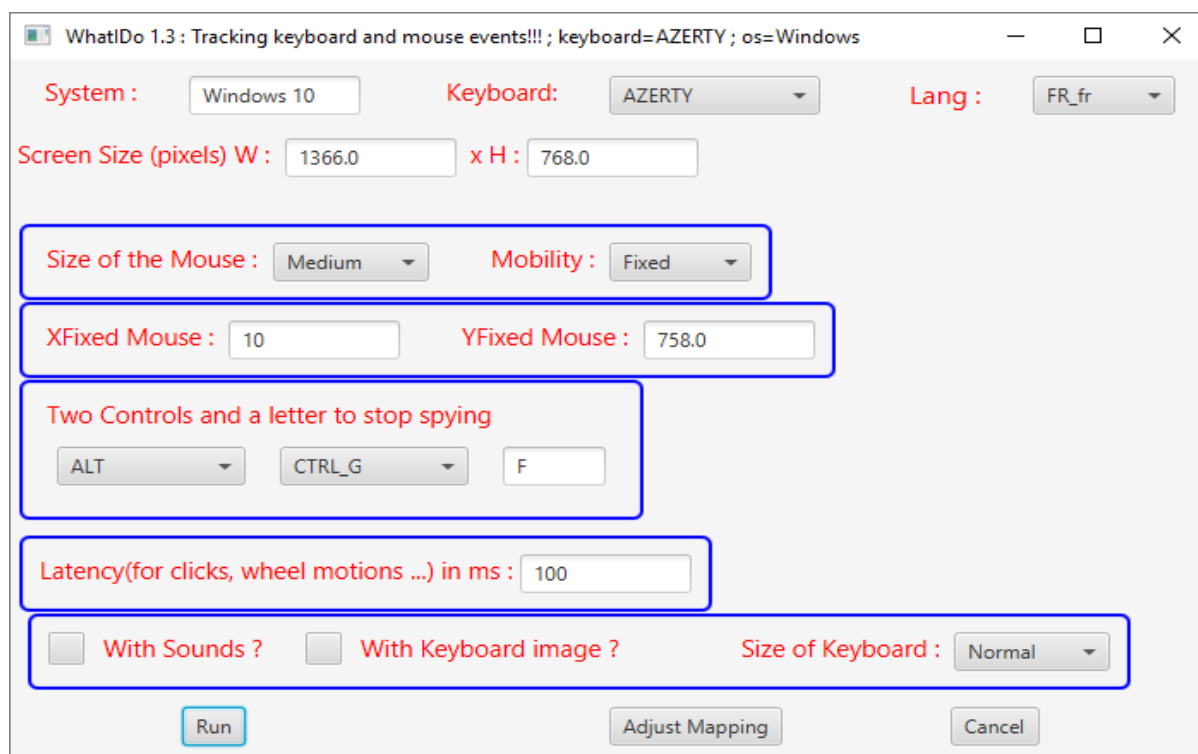 WhatIDo 1.3 : Tracking keyboard and mouse events!!! ; keyboard=AZERTY ; os=Windows
System : Windows 10 Keyboard: AZERTY Lang : FR_fr
Screen Size (pixels) W : 1366.0 x H : 768.0
Size of the Mouse : Medium Mobility : Fixed
XFixed Mouse : 10 YFixed Mouse : 758.0
Two Controls and a letter to stop spying
ALT CTRL_G F
Latency(for clicks, wheel motions ...) in ms : 100
With Sounds ? With Keyboard image ? Size of Keyboard : Normal
Run Adjust Mapping Cancel